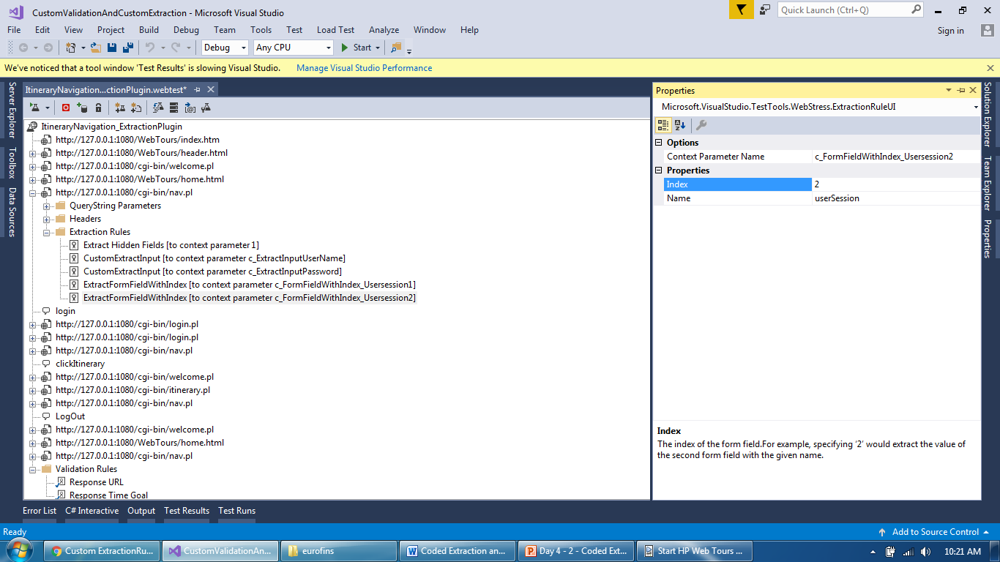 CustomValidationAndCustomExtraction - Microsoft Visual Studio
Quick Launch (Ctrl+Q)
File Edit View Project Build Debug Team Tools Test Load Test Analyze Window Help
Sign in
Debug Any CPU Start
We've noticed that a tool window 'Test Results' is slowing Visual Studio. Manage Visual Studio Performance
Server Explorer
Toolbox
Data Sources
ItineraryNavigation...ctionPlugin.webtest*
ItineraryNavigation_ExtractionPlugin
http://127.0.0.1:1080/WebTours/index.htm
http://127.0.0.1:1080/WebTours/header.html
http://127.0.0.1:1080/cgi-bin/welcome.pl
http://127.0.0.1:1080/WebTours/home.html
http://127.0.0.1:1080/cgi-bin/nav.pl
QueryString Parameters
Headers
Extraction Rules
Extract Hidden Fields [to context parameter 1]
CustomExtractInput [to context parameter c_ExtractInputUserName]
CustomExtractInput [to context parameter c_ExtractInputPassword]
ExtractFormFieldWithIndex [to context parameter c_FormFieldWithIndex_Usersession1]
ExtractFormFieldWithIndex [to context parameter c_FormFieldWithIndex_Usersession2]
login
http://127.0.0.1:1080/cgi-bin/login.pl
http://127.0.0.1:1080/cgi-bin/login.pl
http://127.0.0.1:1080/cgi-bin/nav.pl
clickItinerary
http://127.0.0.1:1080/cgi-bin/welcome.pl
http://127.0.0.1:1080/cgi-bin/itinerary.pl
http://127.0.0.1:1080/cgi-bin/nav.pl
LogOut
http://127.0.0.1:1080/cgi-bin/welcome.pl
http://127.0.0.1:1080/WebTours/home.html
http://127.0.0.1:1080/cgi-bin/nav.pl
Validation Rules
Response URL
Response Time Goal
Properties
Microsoft.VisualStudio.TestTools.WebStress.ExtractionRuleUI
Options
Context Parameter Name c_FormFieldWithIndex_Usersession2
Properties
Index 2
Name userSession
Index
The index of the form field.For example, specifying '2' would extract the value of
the second form field with the given name.
Solution Explorer
Team Explorer
Properties
Error List C# Interactive Output Test Results Test Runs
Ready
Add to Source Control
Custom ExtractionRu...
CustomValidationAn...
eurofins
Coded Extraction an...
Day 4 - 2 - Coded Ext...
Start HP Web Tours ...
10:21 AM